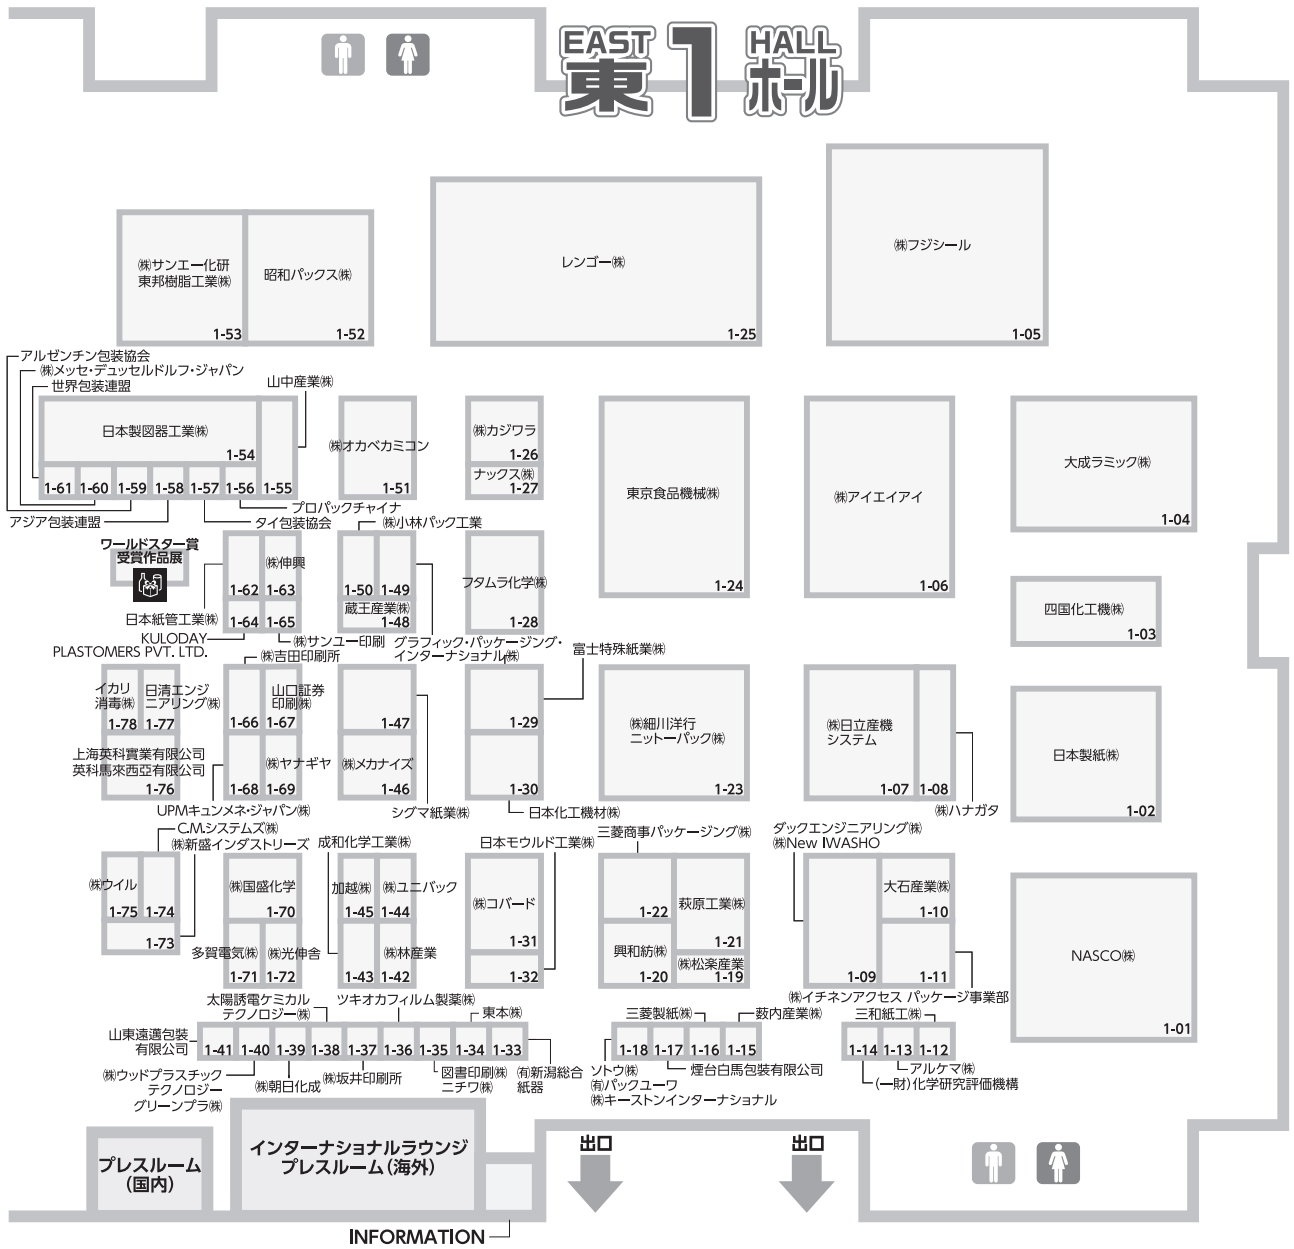 EAST
HALL
東 1 ホール
㈱フジシール
1-05
レンゴー㈱
1-25
㈱サンエー化研
東邦樹脂工業㈱
1-53
昭和パックス㈱
1-52
アルゼンチン包装協会
㈱メッセ・デュッセルドルフ・ジャパン
世界包装連盟
山中産業㈱
日本製図器工業㈱
1-54
1-61
1-60
1-59
1-58
1-57
1-56
1-55
アジア包装連盟
タイ包装協会
プロパックチャイナ
㈱オカベカミコン
1-51
㈱カジワラ
1-26
ナックス㈱
1-27
東京食品機械㈱
1-24
㈱アイエイアイ
1-06
大成ラミック㈱
1-04
ワールドスター賞
受賞作品展
㈱伸興
1-62
1-63
1-64
1-65
日本紙管工業㈱
KULODAY
PLASTOMERS PVT. LTD.
㈱サンユー印刷
㈱小林パック工業
1-50
1-49
蔵王産業㈱
1-48
グラフィック・パッケージング・
インターナショナル㈱
フタムラ化学㈱
1-28
四国化工機㈱
1-03
㈱吉田印刷所
富士特殊紙業㈱
イカリ
消毒㈱
1-78
日清エンジ
ニアリング㈱
1-77
上海英科實業有限公司
英科馬來西亞有限公司
1-76
1-66
山口証券
印刷㈱
1-67
1-68
㈱ヤナギヤ
1-69
UPMキュンメネ・ジャパン㈱
1-47
㈱メカナイズ
1-46
シグマ紙業㈱
1-29
1-30
日本化工機材㈱
㈱細川洋行
ニットーパック㈱
1-23
㈱日立産機
システム
1-07
1-08
㈱ハナガタ
日本製紙㈱
1-02
C.M.システムズ㈱
㈱新盛インダストリーズ
㈱ウイル
1-75
1-74
1-73
㈱国盛化学
1-70
多賀電気㈱
1-71
㈱光伸舎
1-72
成和化学工業㈱
加越㈱
1-45
㈱ユニパック
1-44
1-43
㈱林産業
1-42
日本モウルド工業㈱
㈱コバード
1-31
1-32
三菱商事パッケージング㈱
1-22
萩原工業㈱
1-21
興和紡㈱
1-20
㈱松楽産業
1-19
ダックエンジニアリング㈱
㈱New IWASHO
大石産業㈱
1-10
1-09
1-11
㈱イチネンアクセス パッケージ事業部
NASCO㈱
1-01
太陽誘電ケミカル
テクノロジー㈱
ツキオカフィルム製薬㈱
東本㈱
山東遠邁包裝
有限公司
1-41
1-40
1-39
1-38
1-37
1-36
1-35
1-34
1-33
㈱ウッドプラスチック
テクノロジー
グリーンプラ㈱
㈱朝日化成
㈱坂井印刷所
図書印刷㈱
ニチワ㈱
㈲新潟総合
紙器
三菱製紙㈱
薮内産業㈱
1-18
1-17
1-16
1-15
ソトウ㈱
㈲パックユーワ
㈱キーストンインターナショナル
煙台白馬包裝有限公司
三和紙工㈱
1-14
1-13
1-12
アルケマ㈱
(一財)化学研究評価機構
プレスルーム
(国内)
インターナショナルラウンジ
プレスルーム(海外)
INFORMATION
出口
出口